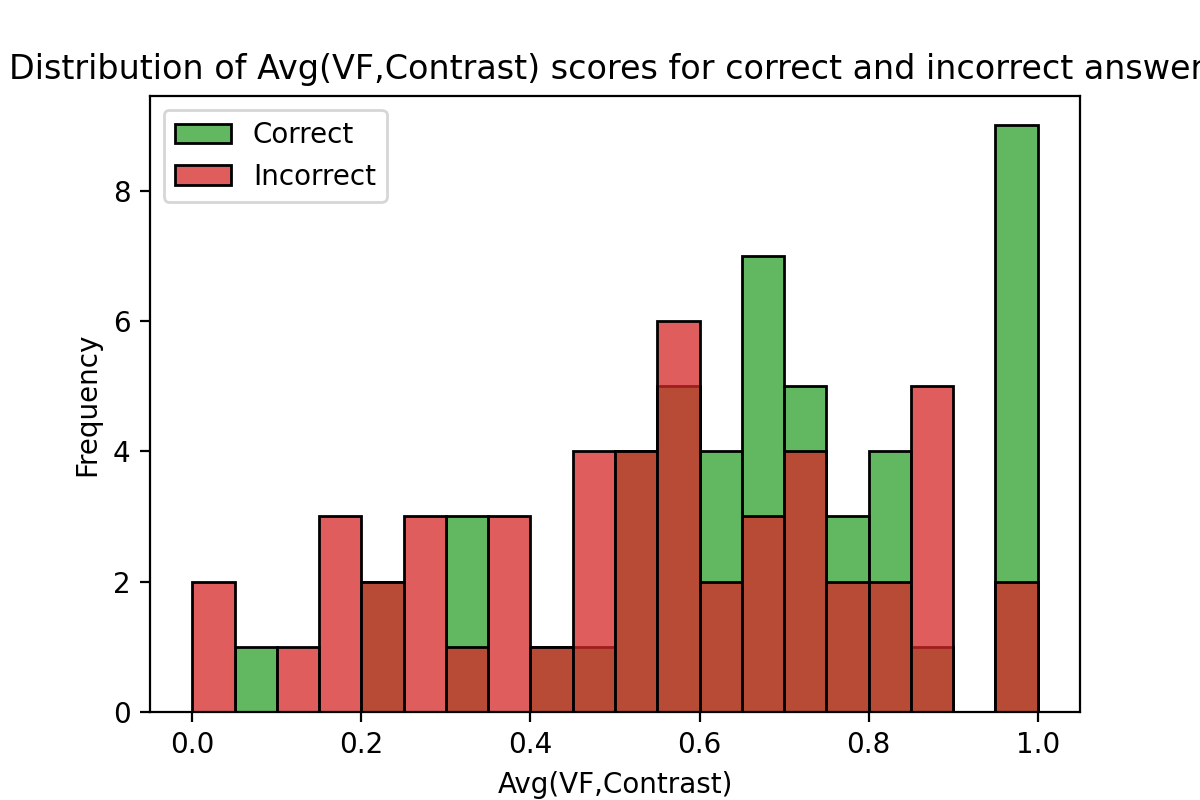 Distribution of Avg(VF,Contrast) scores for correct and incorrect answer
Correct
Incorrect
Frequency
8
6
4
2
0
0.0 0.2 0.4 0.6 0.8 1.0
Avg(VF,Contrast)